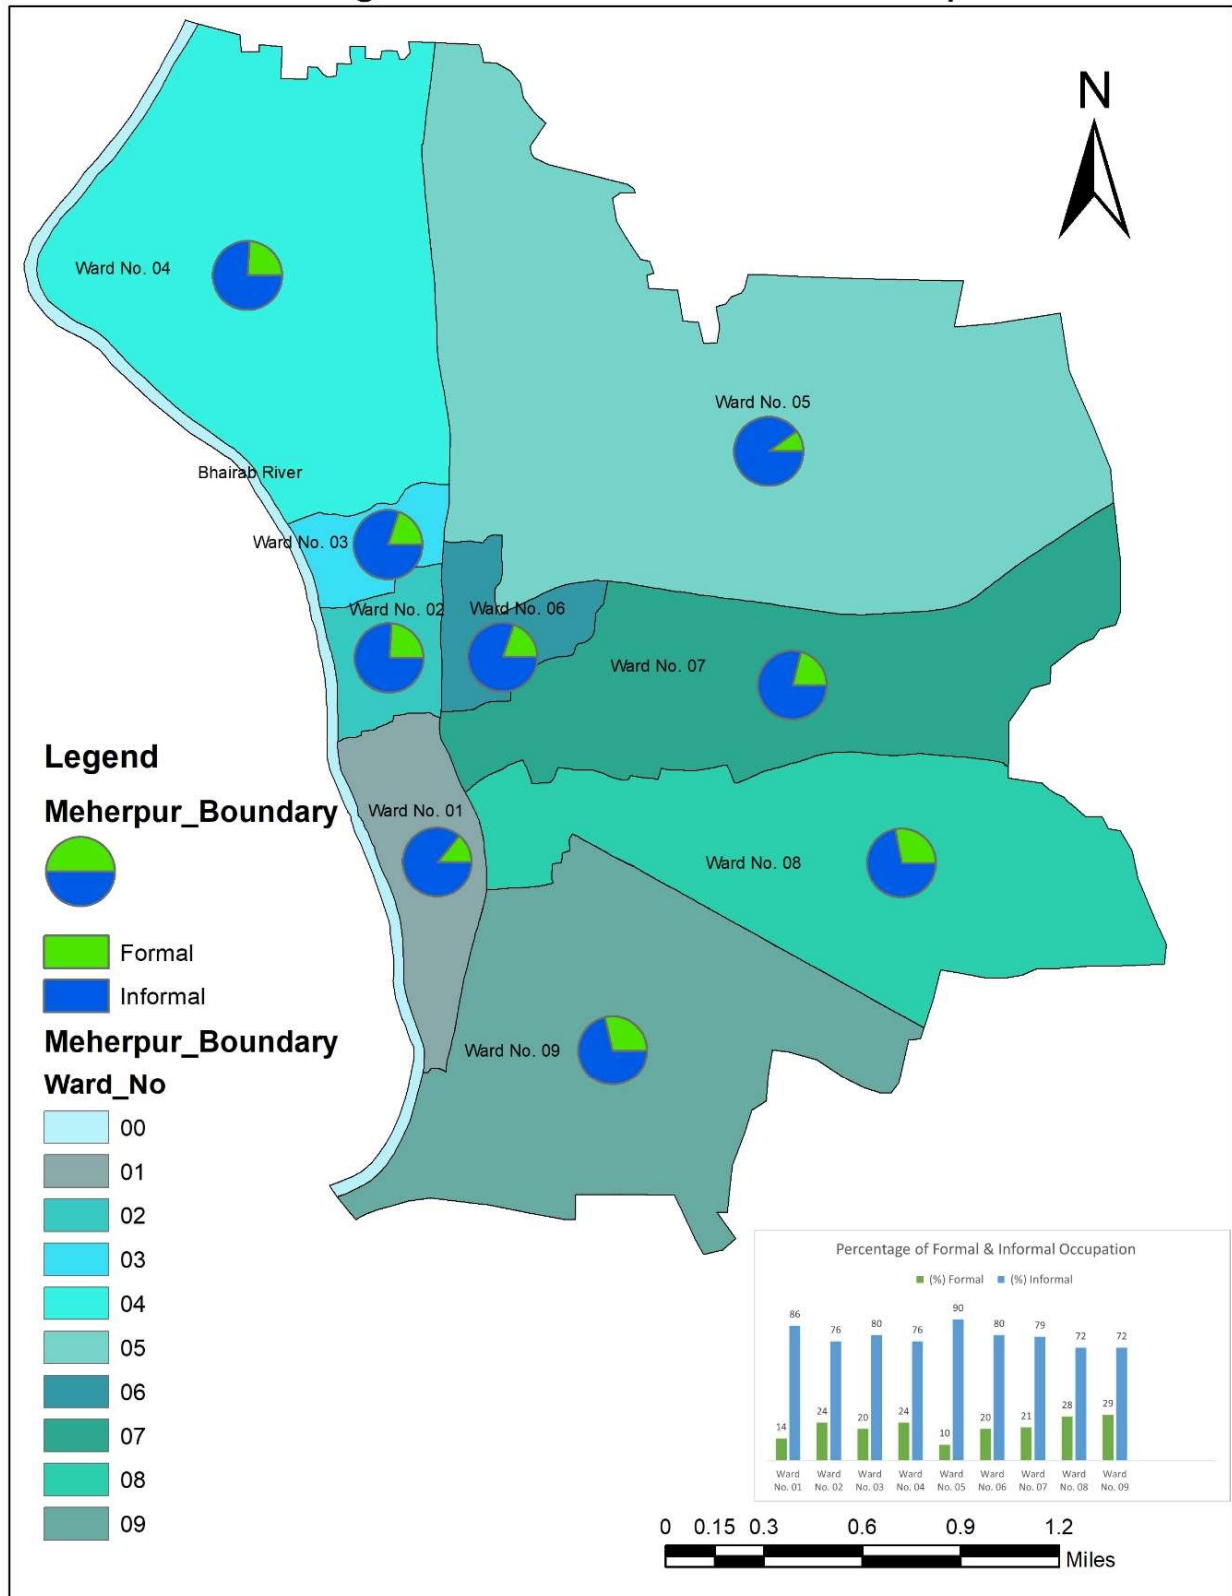 N
Ward No. 04
Ward No. 05
Bhairab River
Ward No. 03
Ward No. 02
Ward No. 06
Ward No. 07
Legend
Meherpur_Boundary
Ward No. 01
Ward No. 08
Formal
Informal
Meherpur_Boundary
Ward No. 09
Ward_No
00
01
02
03
04
05
06
07
08
09
Percentage of Formal & Informal Occupation
(%) Formal (%) Informal
14 86 24 76 20 80 24 76 10 90 20 80 21 79 28 72 29 72
Ward No. 01 Ward No. 02 Ward No. 03 Ward No. 04 Ward No. 05 Ward No. 06 Ward No. 07 Ward No. 08 Ward No. 09
0 0.15 0.3 0.6 0.9 1.2
Miles